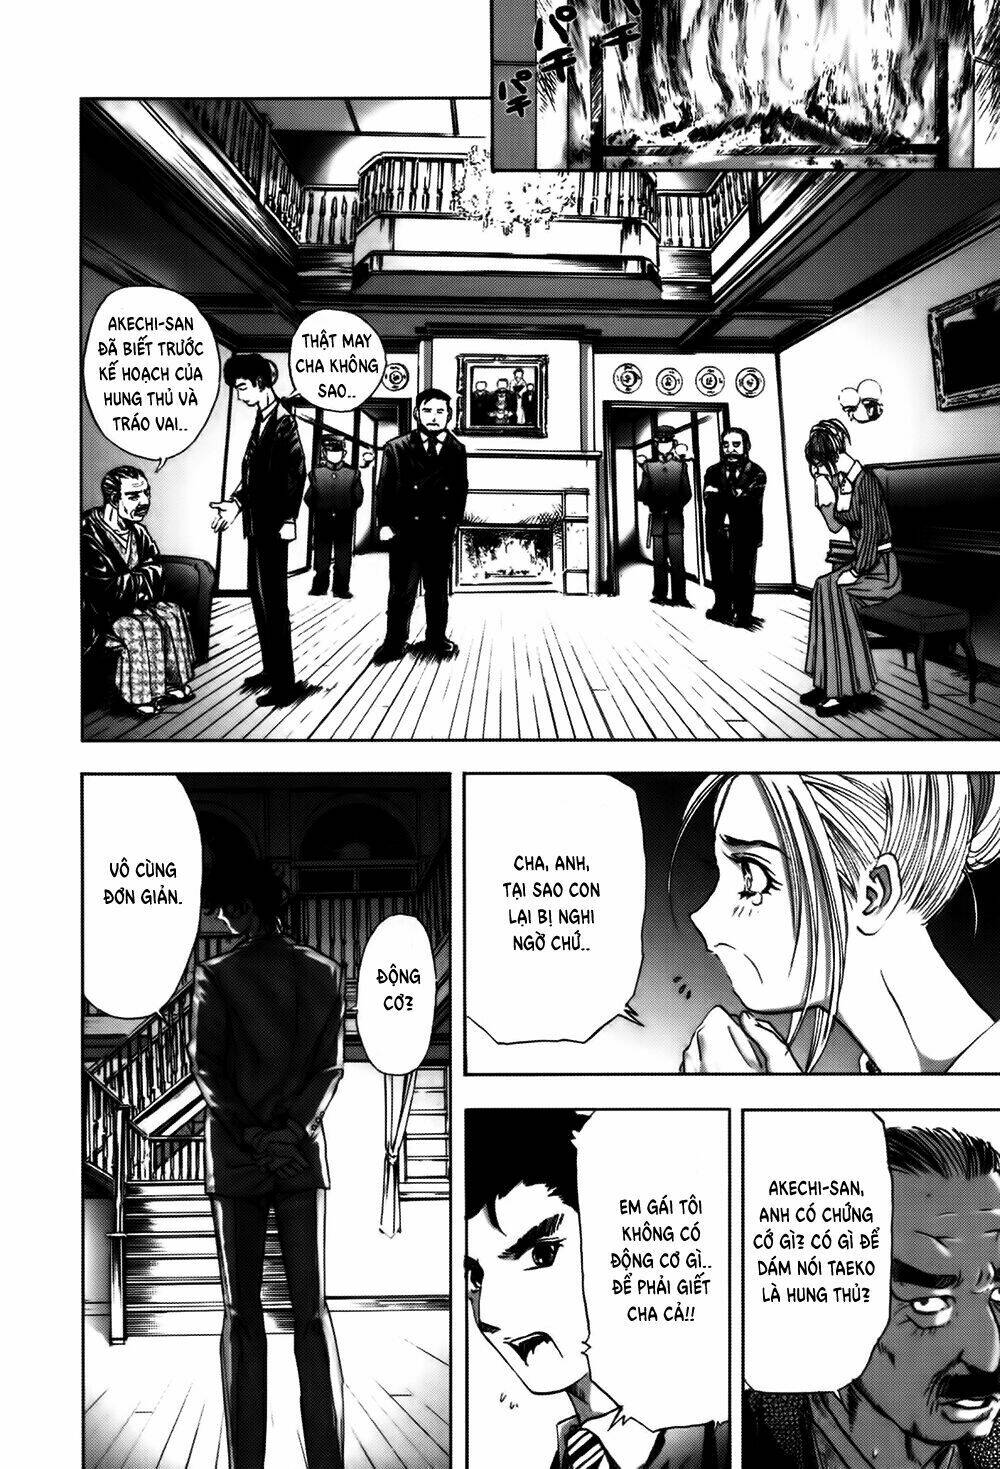 パチ
パチ
パチ
THẬT MAY
CHA KHÔNG
SAO..
AKECHI-SAN
ĐÃ BIẾT TRƯỚC
KẾ HOẠCH CỦA
HUNG THỦ VÀ
TRÁO VAI..
CHA, ANH,
TẠI SAO CON
LẠI BỊ NGHI
NGỜ CHỨ..
AKECHI-SAN,
ANH CÓ CHỨNG
CỚ GÌ? CÓ GÌ ĐỂ
DÁM NÓI TAEKO
LÀ HUNG THỦ?
EM GÁI TÔI
KHÔNG CÓ
ĐỘNG CƠ GÌ..
ĐỂ PHẢI GIẾT
CHA CẢ!!
ĐỘNG
CƠ?
VÔ CÙNG
ĐƠN GIẢN.